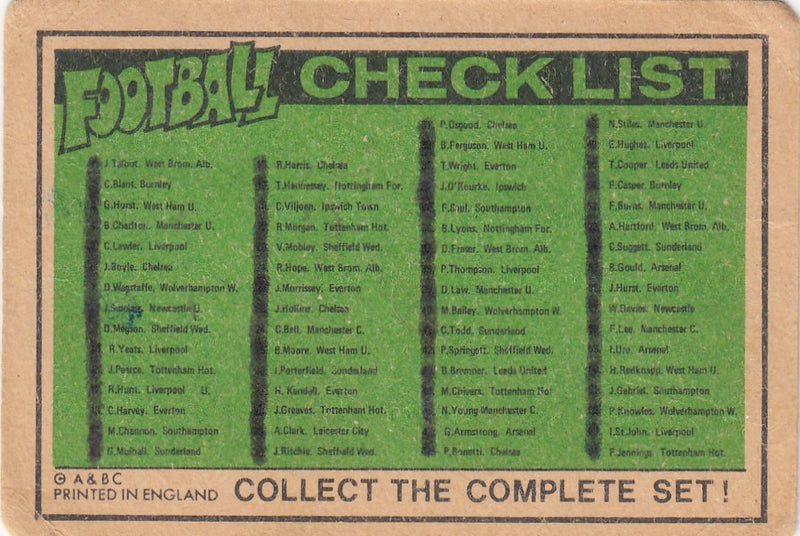 FOOTBALL CHECK LIST
J. Talbut. West Brom. Alb.
C. Blant. Burnley
G. Hurst. West Ham U.
B. Charlton. Manchester U.
C. Lawler. Liverpool
J. Boyle. Chelsea
D. Wagstaffe. Wolverhampton W.
J. Sinclair. Newcastle U.
D. Megson. Sheffield Wed.
R. Yeats. Liverpool
J. Pearce. Tottenham Hot.
R. Hunt. Liverpool U.
C. Harvey. Everton
M. Channon. Southampton
G. Mulhall. Sunderland
R. Harris. Chelsea
T. Hennessey. Nottingham For.
C. Viljoen. Ipswich Town
R. Morgan. Tottenham Hot.
V. Mobley. Sheffield Wed.
R. Hope. West Brom. Alb.
J. Morrissey. Everton
J. Hollins. Chelsea
C. Bell. Manchester C.
B. Moore. West Ham U.
I. Porterfield. Sunderland
H. Kendall. Everton
J. Greaves. Tottenham Hot.
A. Clark. Leicester City
J. Ritchie. Sheffield Wed.
P. Osgood. Chelsea
B. Ferguson. West Ham U.
T. Wright. Everton
J. O'Rourke. Ipswich
F. Saul. Southampton
B. Lyons. Nottingham For.
D. Fraser. West Brom. Alb.
P. Thompson. Liverpool
D. Law. Manchester U.
M. Bailey. Wolverhampton W.
C. Todd. Sunderland
P. Springett. Sheffield Wed.
B. Bremner. Leeds United
M. Chivers. Tottenham Hot
N. Young Manchester C.
G. Armstrong. Arsenal
P. Bonetti. Chelsea
N. Stiles. Manchester U.
E. Hughes. Liverpool
T. Cooper Leeds United
F. Casper. Burnley
F. Burns. Manchester U.
A. Hartford. West Brom. Alb.
C. Suggett. Sunderland
B. Gould. Arsenal
J. Hurst. Everton
W. Davies. Newcastle
F. Lee. Manchester C.
I. Ure. Arsenal
H. Redknapp. West Ham U.
J. Gabriel. Southampton
P. Knowles. Wolverhampton W.
I. St. John. Liverpool
P. Jennings. Tottenham Hot.
© A & BC
PRINTED IN ENGLAND
COLLECT THE COMPLETE SET!